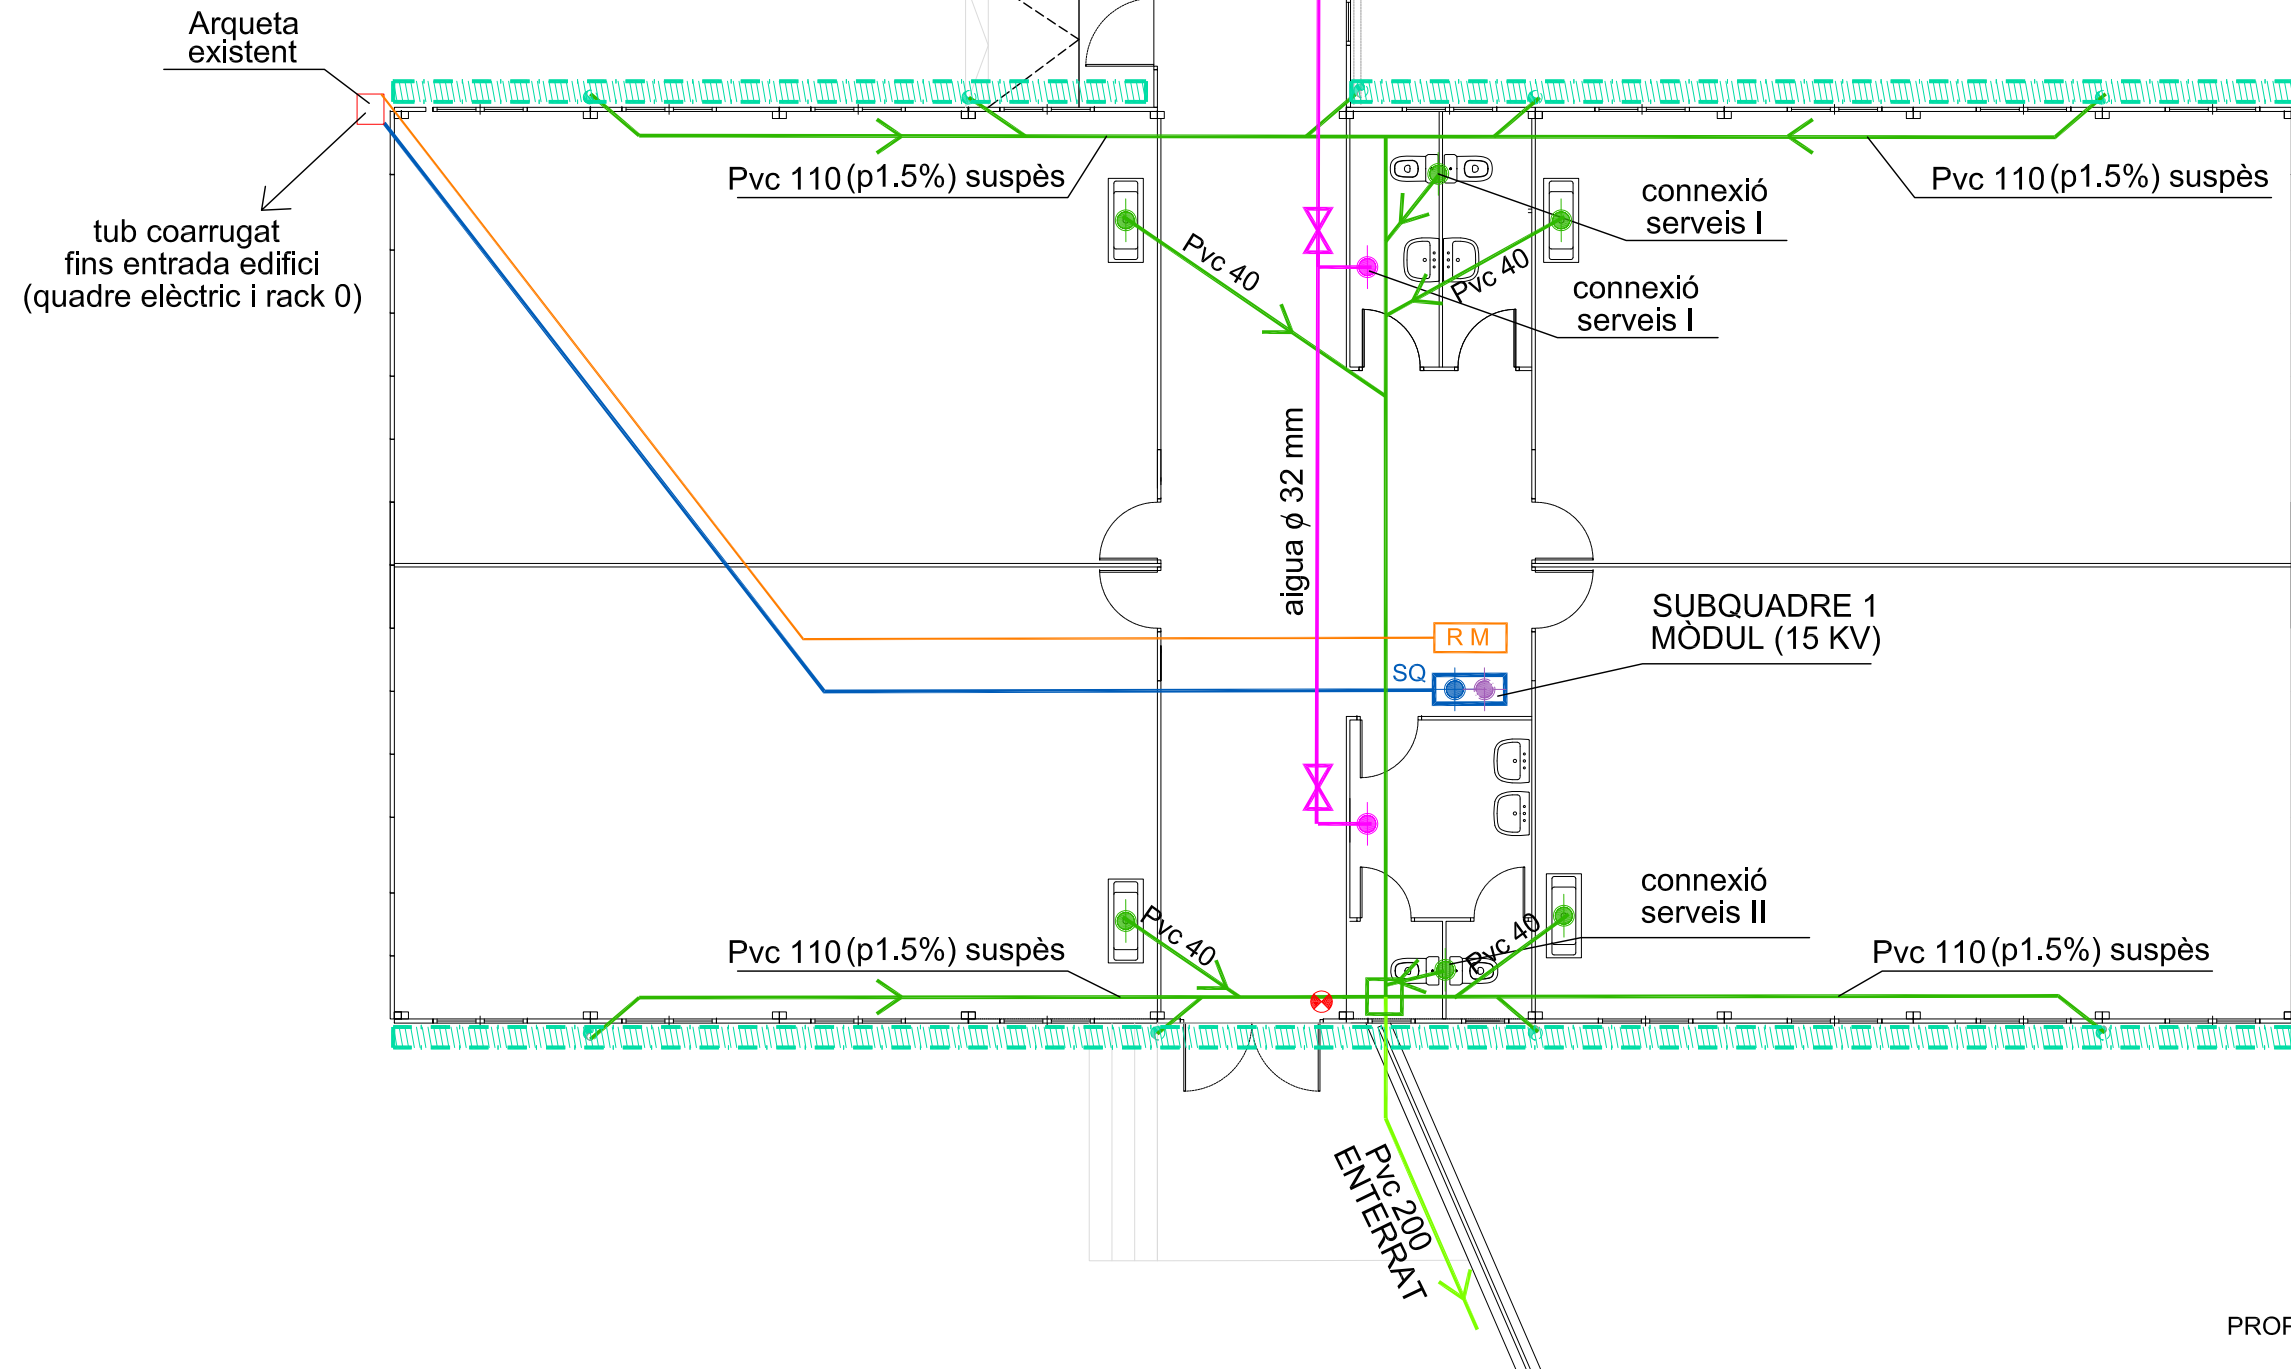 Arqueta
existent
tub coarrugat
fins entrada edifici
(quadre elèctric i rack 0)
Pvc 110 (p1.5%) suspès
Pvc 110 (p1.5%) suspès
connexió
serveis I
Pvc 40
Pvc 40
connexió
serveis I
aigua ø 32 mm
SUBQUADRE 1
MÒDUL (15 KV)
R M
SQ
connexió
serveis II
Pvc 40
Pvc 40
Pvc 110 (p1.5%) suspès
Pvc 110 (p1.5%) suspès
Pvc 200
ENTERRAT
PROP